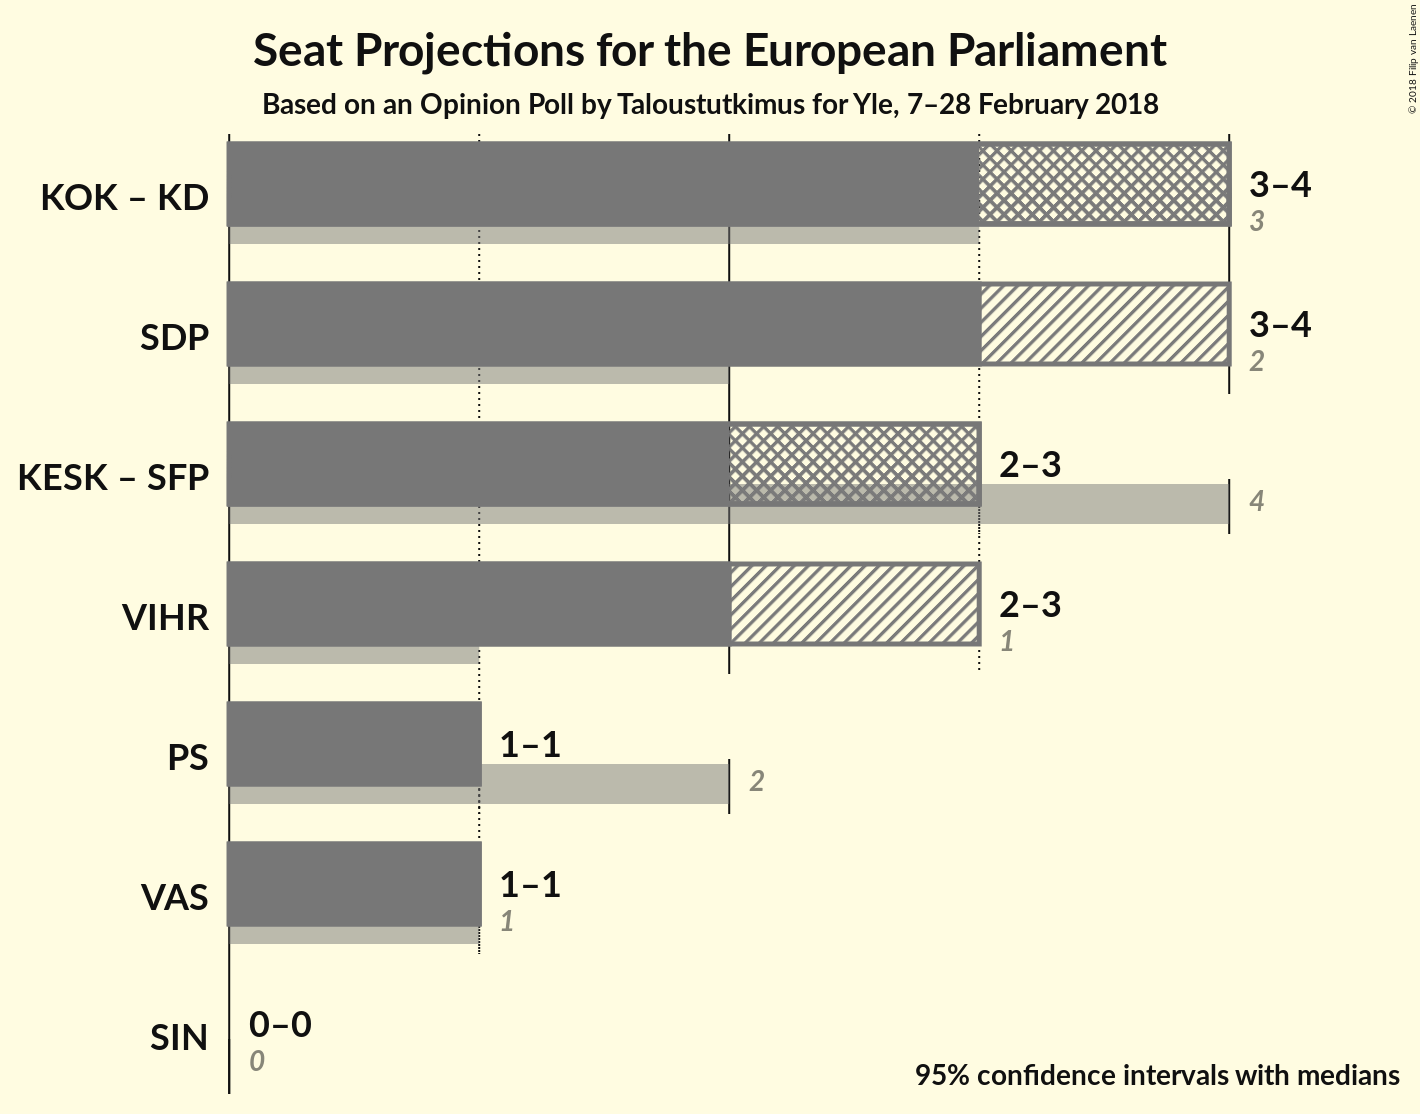 Seat Projections for the European Parliament
Based on an Opinion Poll by Taloustutkimus for Yle, 7–28 February 2018
© 2018 Filip van Laenen
KOK – KD
3–4
3
SDP
3–4
2
KESK – SFP
2–3
4
VIHR
2–3
1
PS
1–1
2
VAS
1–1
1
SIN
0–0
0
95% confidence intervals with medians